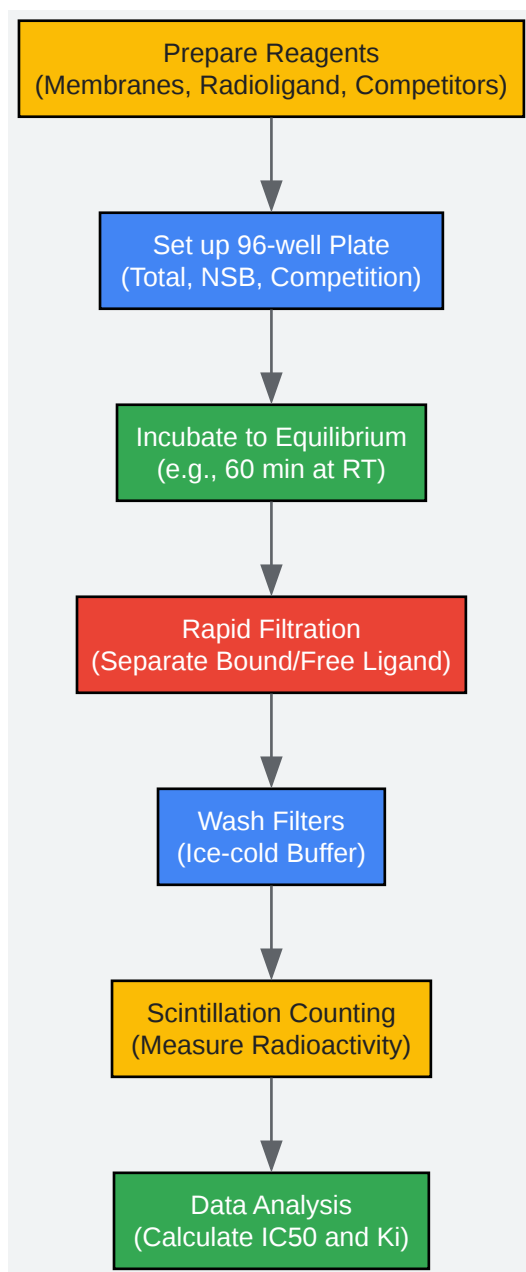 Prepare Reagents
(Membranes, Radioligand, Competitors)
Set up 96-well Plate
(Total, NSB, Competition)
Incubate to Equilibrium
(e.g., 60 min at RT)
Rapid Filtration
(Separate Bound/Free Ligand)
Wash Filters
(Ice-cold Buffer)
Scintillation Counting
(Measure Radioactivity)
Data Analysis
(Calculate IC50 and Ki)